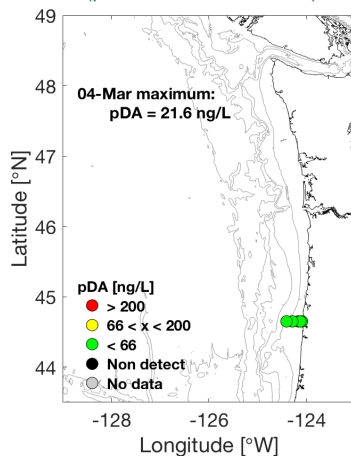 49
48
47
46
45
44
04-Mar maximum:
pDA = 21.6 ng/L
Latitude [°N]
pDA [ng/L]
> 200
66 < x < 200
< 66
Non detect
No data
-128 -126 -124
Longitude [°W]